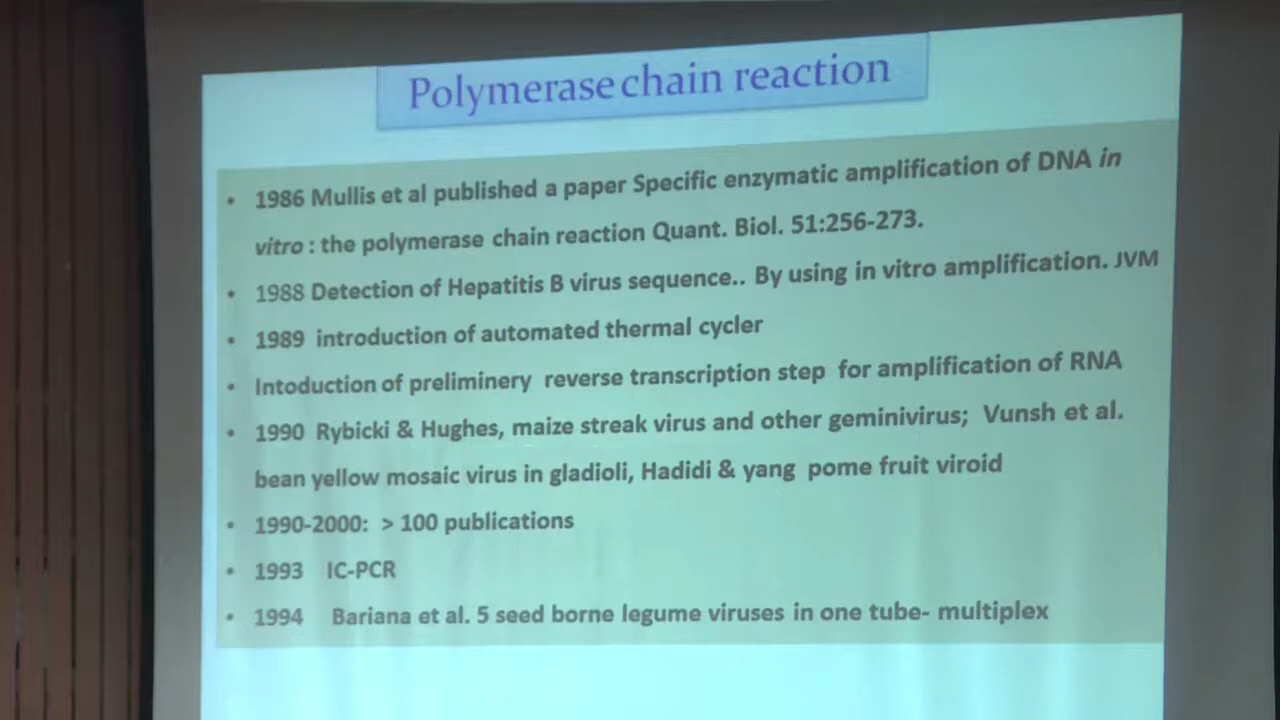 Polymerase chain reaction
• 1986 Mullis et al published a paper Specific enzymatic amplification of DNA in
vitro : the polymerase chain reaction Quant. Biol. 51:256-273.
• 1988 Detection of Hepatitis B virus sequence.. By using in vitro amplification. JVM
• 1989 introduction of automated thermal cycler
• Intoduction of preliminery reverse transcription step for amplification of RNA
• 1990 Rybicki & Hughes, maize streak virus and other geminivirus; Vunsh et al.
bean yellow mosaic virus in gladioli, Hadidi & yang pome fruit viroid
• 1990-2000: > 100 publications
• 1993 IC-PCR
• 1994 Bariana et al. 5 seed borne legume viruses in one tube- multiplex